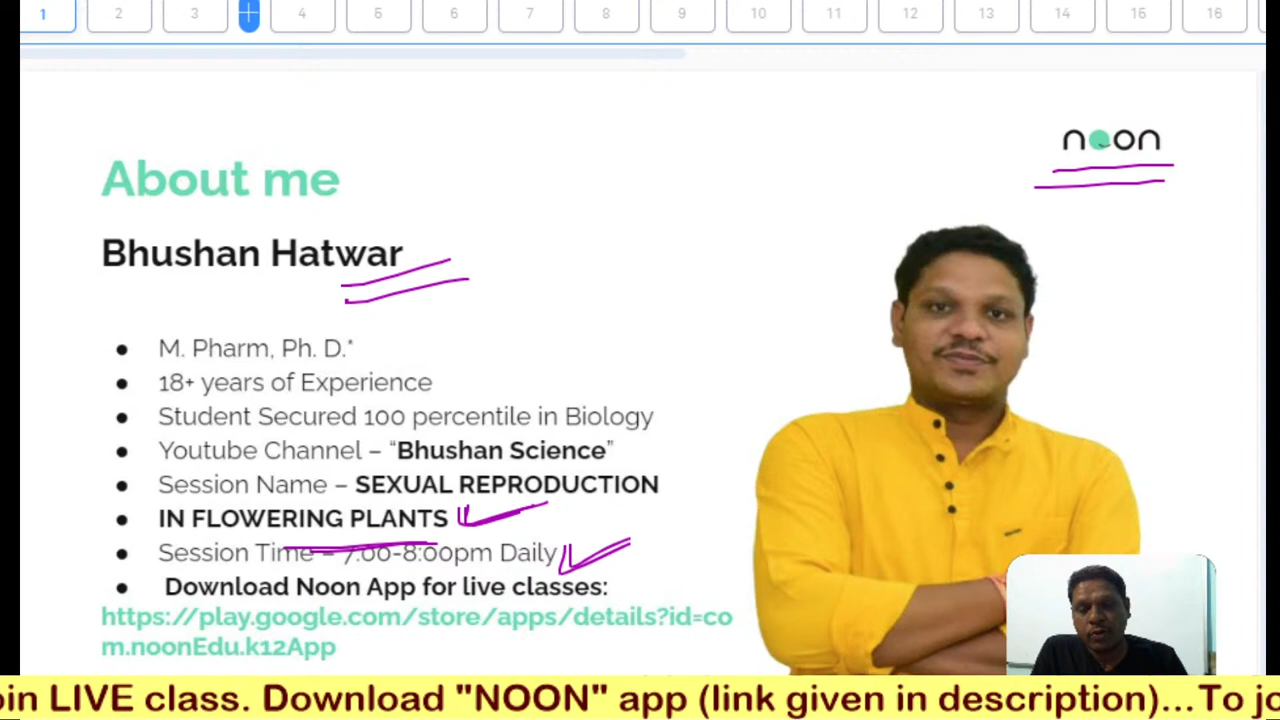 1 2 3 4 5 6 7 8 9 10 11 12 13 14 15 16
noon
About me
Bhushan Hatwar
M. Pharm, Ph. D.*
18+ years of Experience
Student Secured 100 percentile in Biology
Youtube Channel – “Bhushan Science”
Session Name – SEXUAL REPRODUCTION
IN FLOWERING PLANTS
Session Time – 7.00-8:00pm Daily
Download Noon App for live classes:
https://play.google.com/store/apps/details?id=co
m.noonEdu.k12App
oin LIVE class. Download "NOON" app (link given in description)...To jo